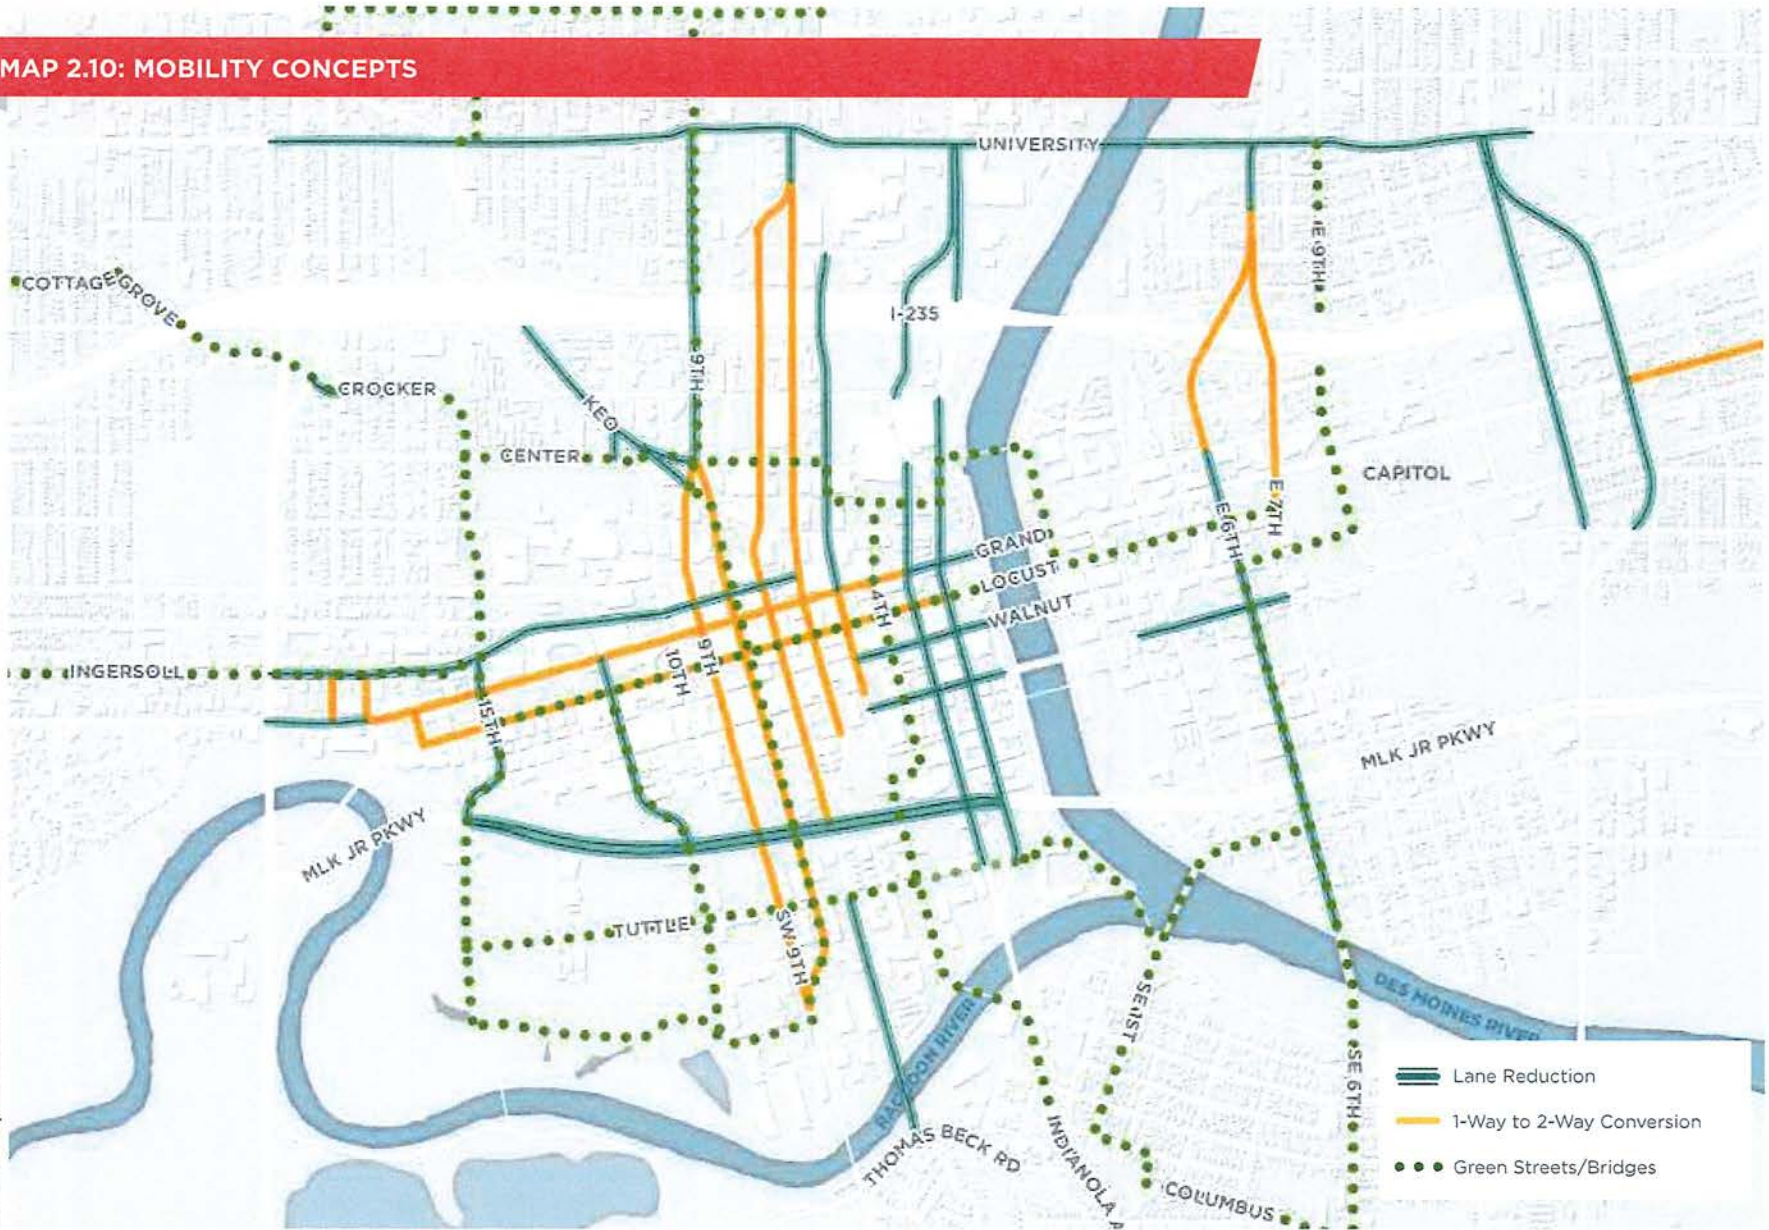 MAP 2.10: MOBILITY CONCEPTS
UNIVERSITY
E 9TH
COTTAGE GROVE
I-235
CROCKER
9TH
KEO
CENTER
CAPITOL
E 6TH
E 7TH
GRAND
LOCUST
4TH
WALNUT
INGERSOLL
10TH
9TH
15TH
MLK JR PKWY
MLK JR PKWY
TUTTLE
SW 9TH
SE 1ST
DES MOINES RIVER
RACCOON RIVER
SE 6TH
THOMAS BECK RD
INDIANOLA A
COLUMBUS
Lane Reduction
1-Way to 2-Way Conversion
Green Streets/Bridges